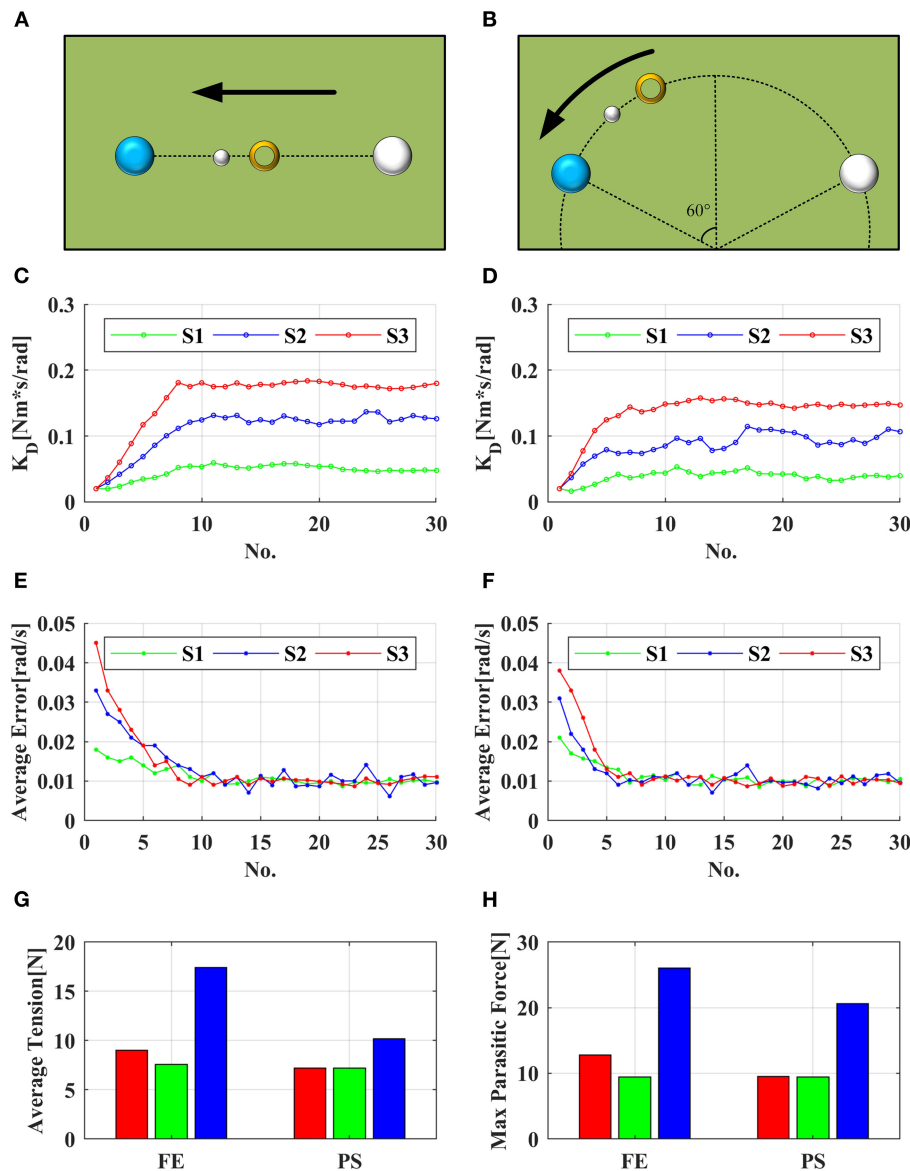 A
B
60°
C
D
0.3
0.2
0.1
0
K_D[Nm*s/rad]
S1 S2 S3
0 10 20 30
No.
0.3
0.2
0.1
0
K_D[Nm*s/rad]
S1 S2 S3
0 10 20 30
No.
E
F
0.05
0.04
0.03
0.02
0.01
0
Average Error[rad/s]
S1 S2 S3
0 5 10 15 20 25 30
No.
0.05
0.04
0.03
0.02
0.01
0
Average Error[rad/s]
S1 S2 S3
0 5 10 15 20 25 30
No.
G
H
20
15
10
5
0
Average Tension[N]
FE PS
30
20
10
0
Max Parasitic Force[N]
FE PS